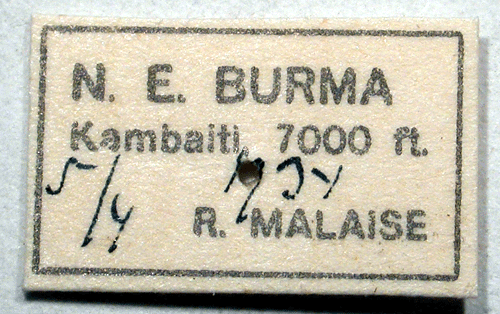 N. E. BURMA
Kambaiti, 7000 ft.
5/4 1934
R. MALAISE